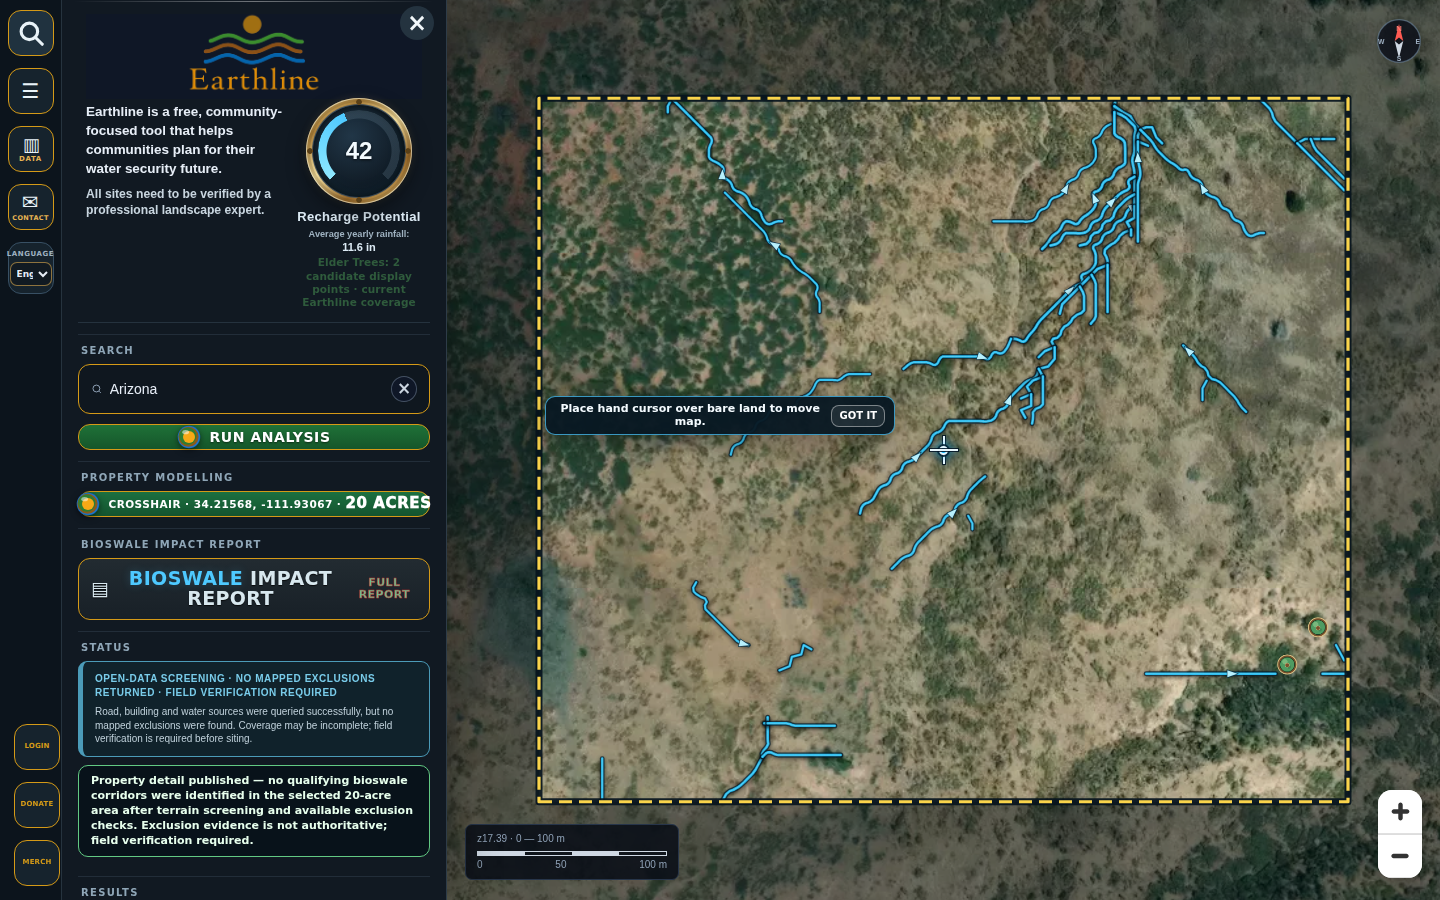 DATA
CONTACT
LANGUAGE
Eng
LOGIN
DONATE
MERCH
Earthline
Earthline is a free, community-
focused tool that helps
communities plan for their
water security future.
All sites need to be verified by a
professional landscape expert.
42
Recharge Potential
Average yearly rainfall:
11.6 in
Elder Trees: 2
candidate display
points · current
Earthline coverage
SEARCH
Arizona
RUN ANALYSIS
PROPERTY MODELLING
CROSSHAIR · 34.21568, -111.93067 · 20 ACRES
BIOSWALE IMPACT REPORT
BIOSWALE IMPACT
REPORT
FULL
REPORT
STATUS
OPEN-DATA SCREENING · NO MAPPED EXCLUSIONS
RETURNED · FIELD VERIFICATION REQUIRED
Road, building and water sources were queried successfully, but no
mapped exclusions were found. Coverage may be incomplete; field
verification is required before siting.
Property detail published — no qualifying bioswale
corridors were identified in the selected 20-acre
area after terrain screening and available exclusion
checks. Exclusion evidence is not authoritative;
field verification required.
RESULTS
Place hand cursor over bare land to move
map.
GOT IT
W E
S
z17.39 · 0 — 100 m
0 50 100 m